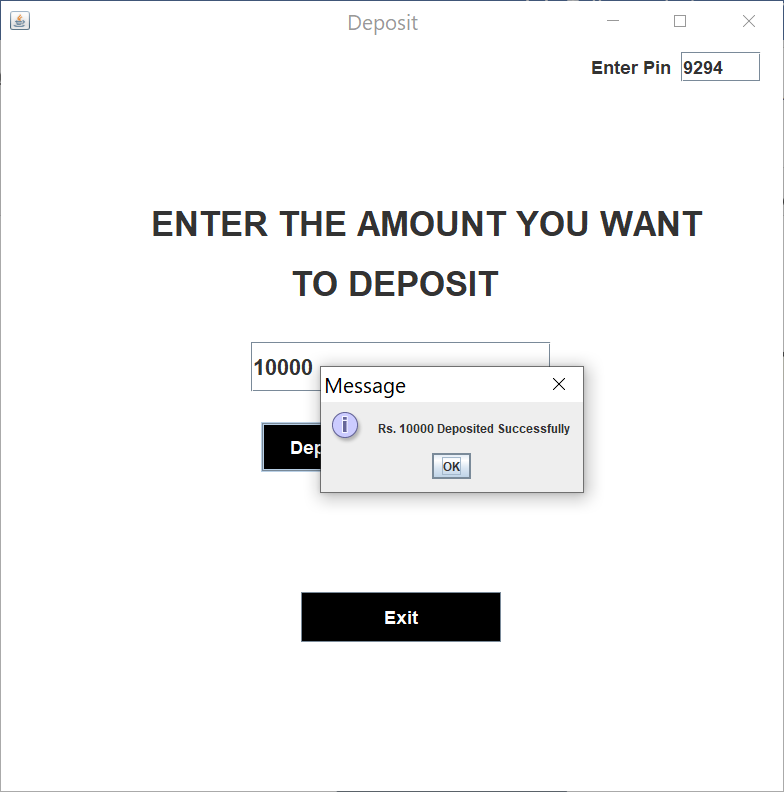 Deposit
Enter Pin 9294
ENTER THE AMOUNT YOU WANT
TO DEPOSIT
10000
Message
Rs. 10000 Deposited Successfully
OK
Dep
Exit